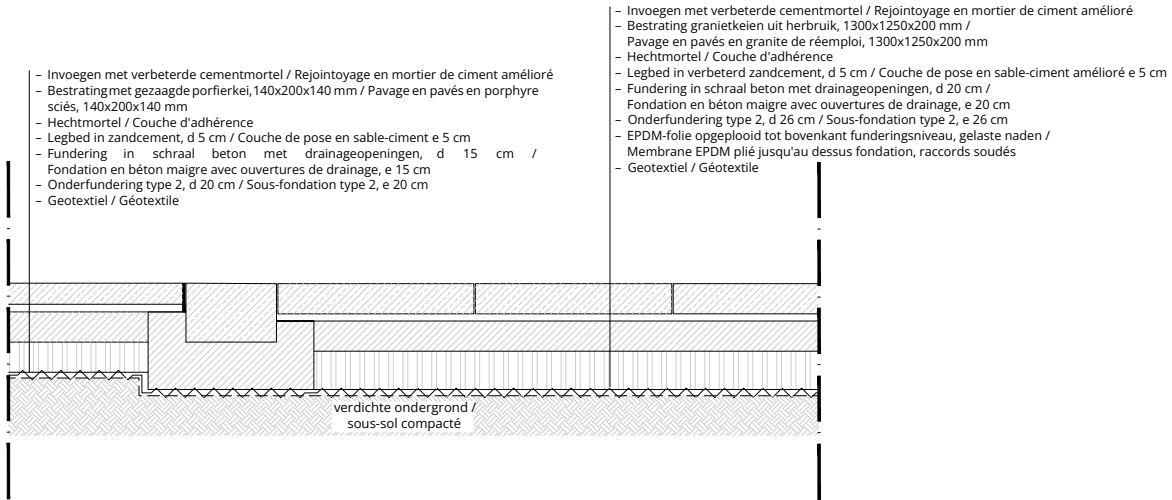 – Invoegen met verbeterde cementmortel / Rejointoyage en mortier de ciment amélioré
– Bestrating met gezaagde porfierkei, 140x200x140 mm / Pavage en pavés en porphyre
sciés, 140x200x140 mm
– Hechtmortel / Couche d'adhérence
– Legbed in zandcement, d 5 cm / Couche de pose en sable-ciment e 5 cm
– Fundering in schraal beton met drainageopeningen, d 15 cm /
Fondation en béton maigre avec ouvertures de drainage, e 15 cm
– Onderfundering type 2, d 20 cm / Sous-fondation type 2, e 20 cm
– Geotextiel / Géotextile
– Invoegen met verbeterde cementmortel / Rejointoyage en mortier de ciment amélioré
– Bestrating granietkeien uit herbruik, 1300x1250x200 mm /
Pavage en pavés en granite de réemploi, 1300x1250x200 mm
– Hechtmortel / Couche d'adhérence
– Legbed in verbeterd zandcement, d 5 cm / Couche de pose en sable-ciment amélioré e 5 cm
– Fundering in schraal beton met drainageopeningen, d 20 cm /
Fondation en béton maigre avec ouvertures de drainage, e 20 cm
– Onderfundering type 2, d 26 cm / Sous-fondation type 2, e 26 cm
– EPDM-folie opgeplooid tot bovenkant funderingsniveau, gelaste naden /
Membrane EPDM plié jusqu'au dessus fondation, raccords soudés
– Geotextiel / Géotextile
verdichte ondergrond /
sous-sol compacté